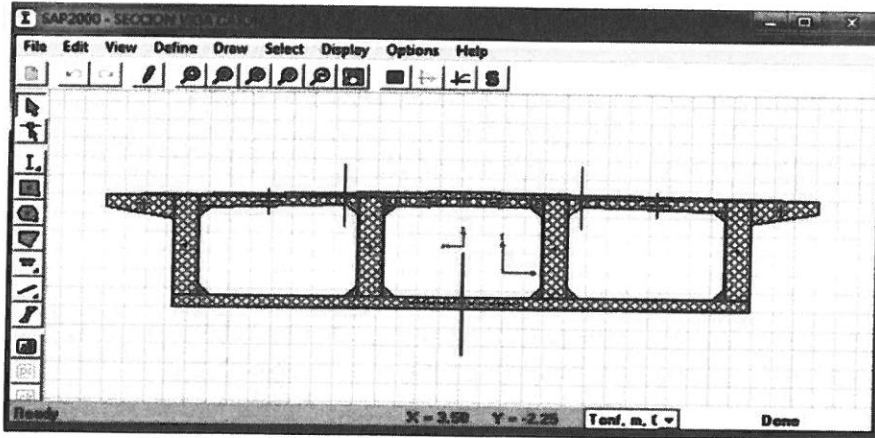 SAP2000 - SECCION VIGA CAJON
File Edit View Define Draw Select Display Options Help
S
Ready X = 3.50 Y = -2.25 Tonf, m, C Done